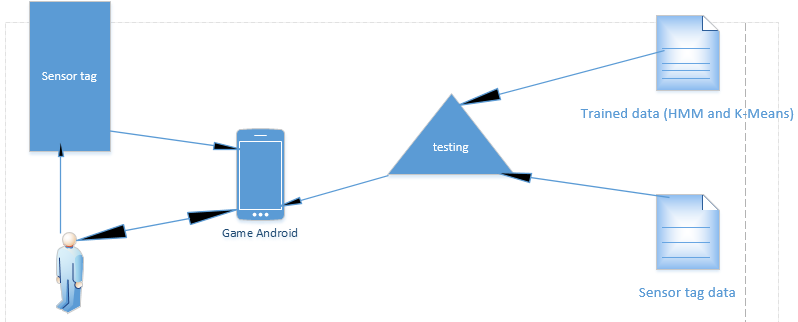 Sensor tag
Trained data (HMM and K-Means)
testing
Game Android
Sensor tag data